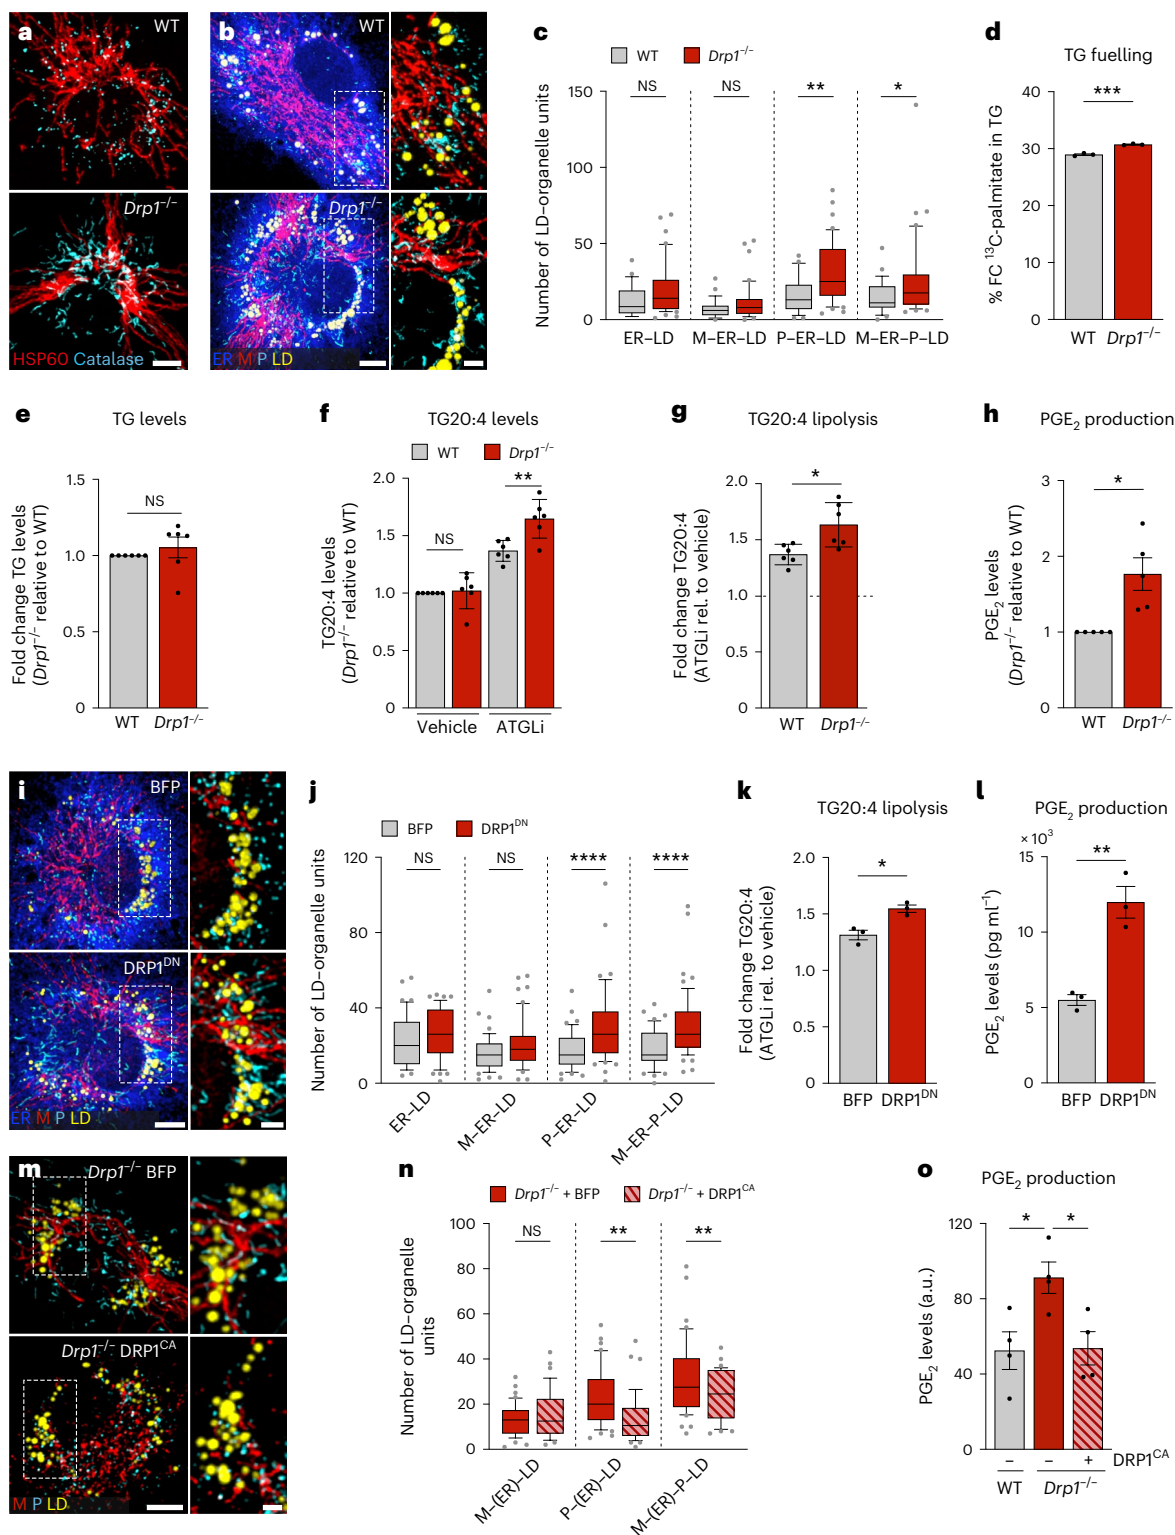 a
WT
Drp1−/−
HSP60 Catalase
b
WT
Drp1−/−
ER M P LD
c
WT
Drp1−/−
Number of LD–organelle units
150
100
50
0
NS
NS
**
*
ER–LD
M–ER–LD
P–ER–LD
M–ER–P–LD
d
TG fuelling
% FC 13C-palmitate in TG
40
30
20
10
0
***
WT
Drp1−/−
e
TG levels
Fold change TG levels
(Drp1−/− relative to WT)
1.5
1.0
0.5
0
NS
WT
Drp1−/−
f
TG20:4 levels
WT
Drp1−/−
TG20:4 levels
(Drp1−/− relative to WT)
2.0
1.5
1.0
0.5
0
NS
**
Vehicle
ATGLi
g
TG20:4 lipolysis
Fold change TG20:4
(ATGLi rel. to vehicle)
2.0
1.5
1.0
0.5
0
*
WT
Drp1−/−
h
PGE2 production
PGE2 levels
(Drp1−/− relative to WT)
3
2
1
0
*
WT
Drp1−/−
i
BFP
DRP1DN
ER M P LD
j
BFP
DRP1DN
Number of LD–organelle units
120
80
40
0
NS
NS
****
****
ER–LD
M–ER–LD
P–ER–LD
M–ER–P–LD
k
TG20:4 lipolysis
Fold change TG20:4
(ATGLi rel. to vehicle)
2.0
1.5
1.0
0.5
0
*
BFP
DRP1DN
l
PGE2 production
× 103
PGE2 levels (pg ml−1)
15
10
5
0
**
BFP
DRP1DN
m
Drp1−/− BFP
Drp1−/− DRP1CA
M P LD
n
Drp1−/− + BFP
Drp1−/− + DRP1CA
Number of LD–organelle
units
100
80
60
40
20
0
NS
**
**
M–(ER)–LD
P–(ER)–LD
M–(ER)–P–LD
o
PGE2 production
PGE2 levels (a.u.)
120
80
40
0
*
*
– – + DRP1CA
WT
Drp1−/−